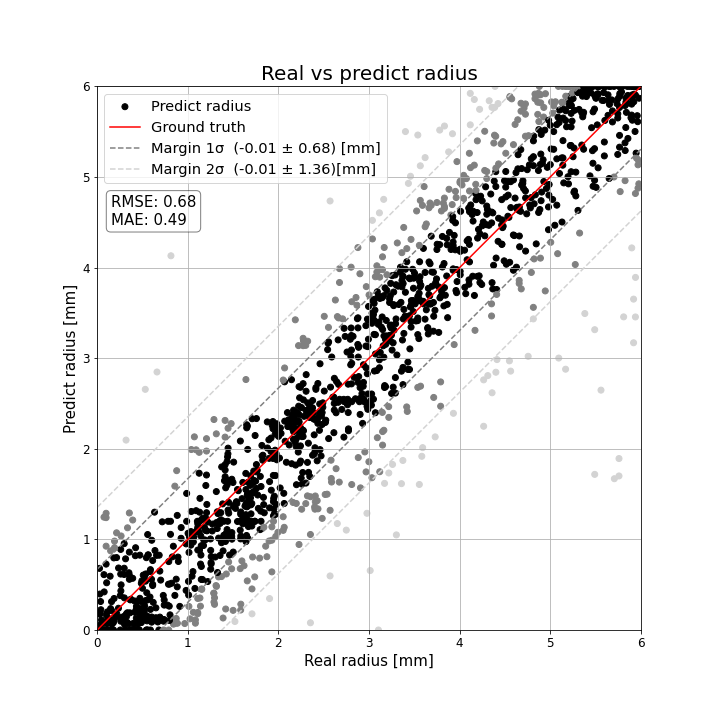 Real vs predict radius
Predict radius
Ground truth
Margin 1σ  (-0.01 ± 0.68) [mm]
Margin 2σ  (-0.01 ± 1.36)[mm]
RMSE: 0.68
MAE: 0.49
6
5
4
3
2
1
0
Predict radius [mm]
0 1 2 3 4 5 6
Real radius [mm]